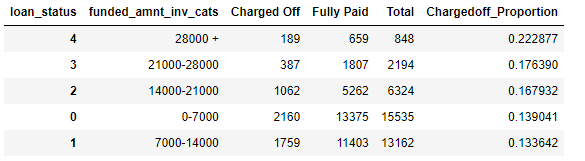 loan_status funded_amnt_inv_cats Charged Off Fully Paid Total Chargedoff_Proportion
4 28000 + 189 659 848 0.222877
3 21000-28000 387 1807 2194 0.176390
2 14000-21000 1062 5262 6324 0.167932
0 0-7000 2160 13375 15535 0.139041
1 7000-14000 1759 11403 13162 0.133642